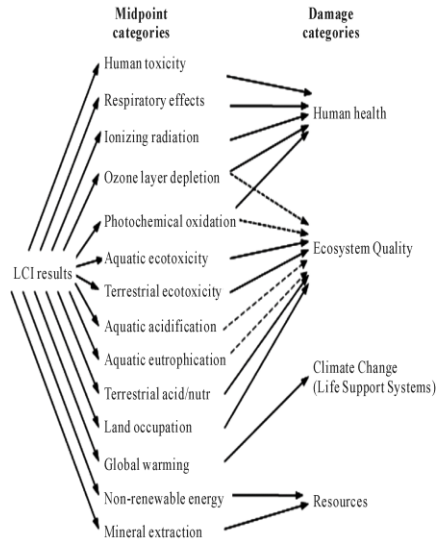 Midpoint
categories
Damage
categories
Human toxicity
Respiratory effects
Ionizing radiation
Ozone layer depletion
Photochemical oxidation
LCI results
Aquatic ecotoxicity
Terrestrial ecotoxicity
Aquatic acidification
Aquatic eutrophication
Terrestrial acid/nutr
Land occupation
Global warming
Non-renewable energy
Mineral extraction
Human health
Ecosystem Quality
Climate Change
(Life Support Systems)
Resources